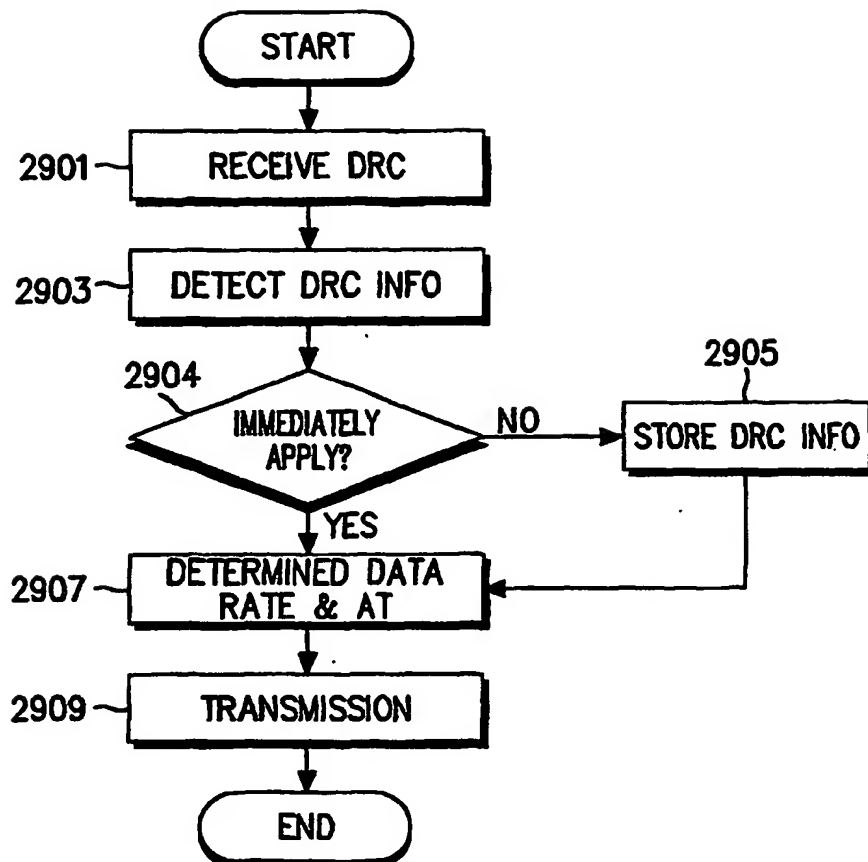 START
2901
RECEIVE DRC
2903
DETECT DRC INFO
2904
IMMEDIATELY
APPLY?
NO
2905
STORE DRC INFO
YES
2907
DETERMINED DATA
RATE & AT
2909
TRANSMISSION
END